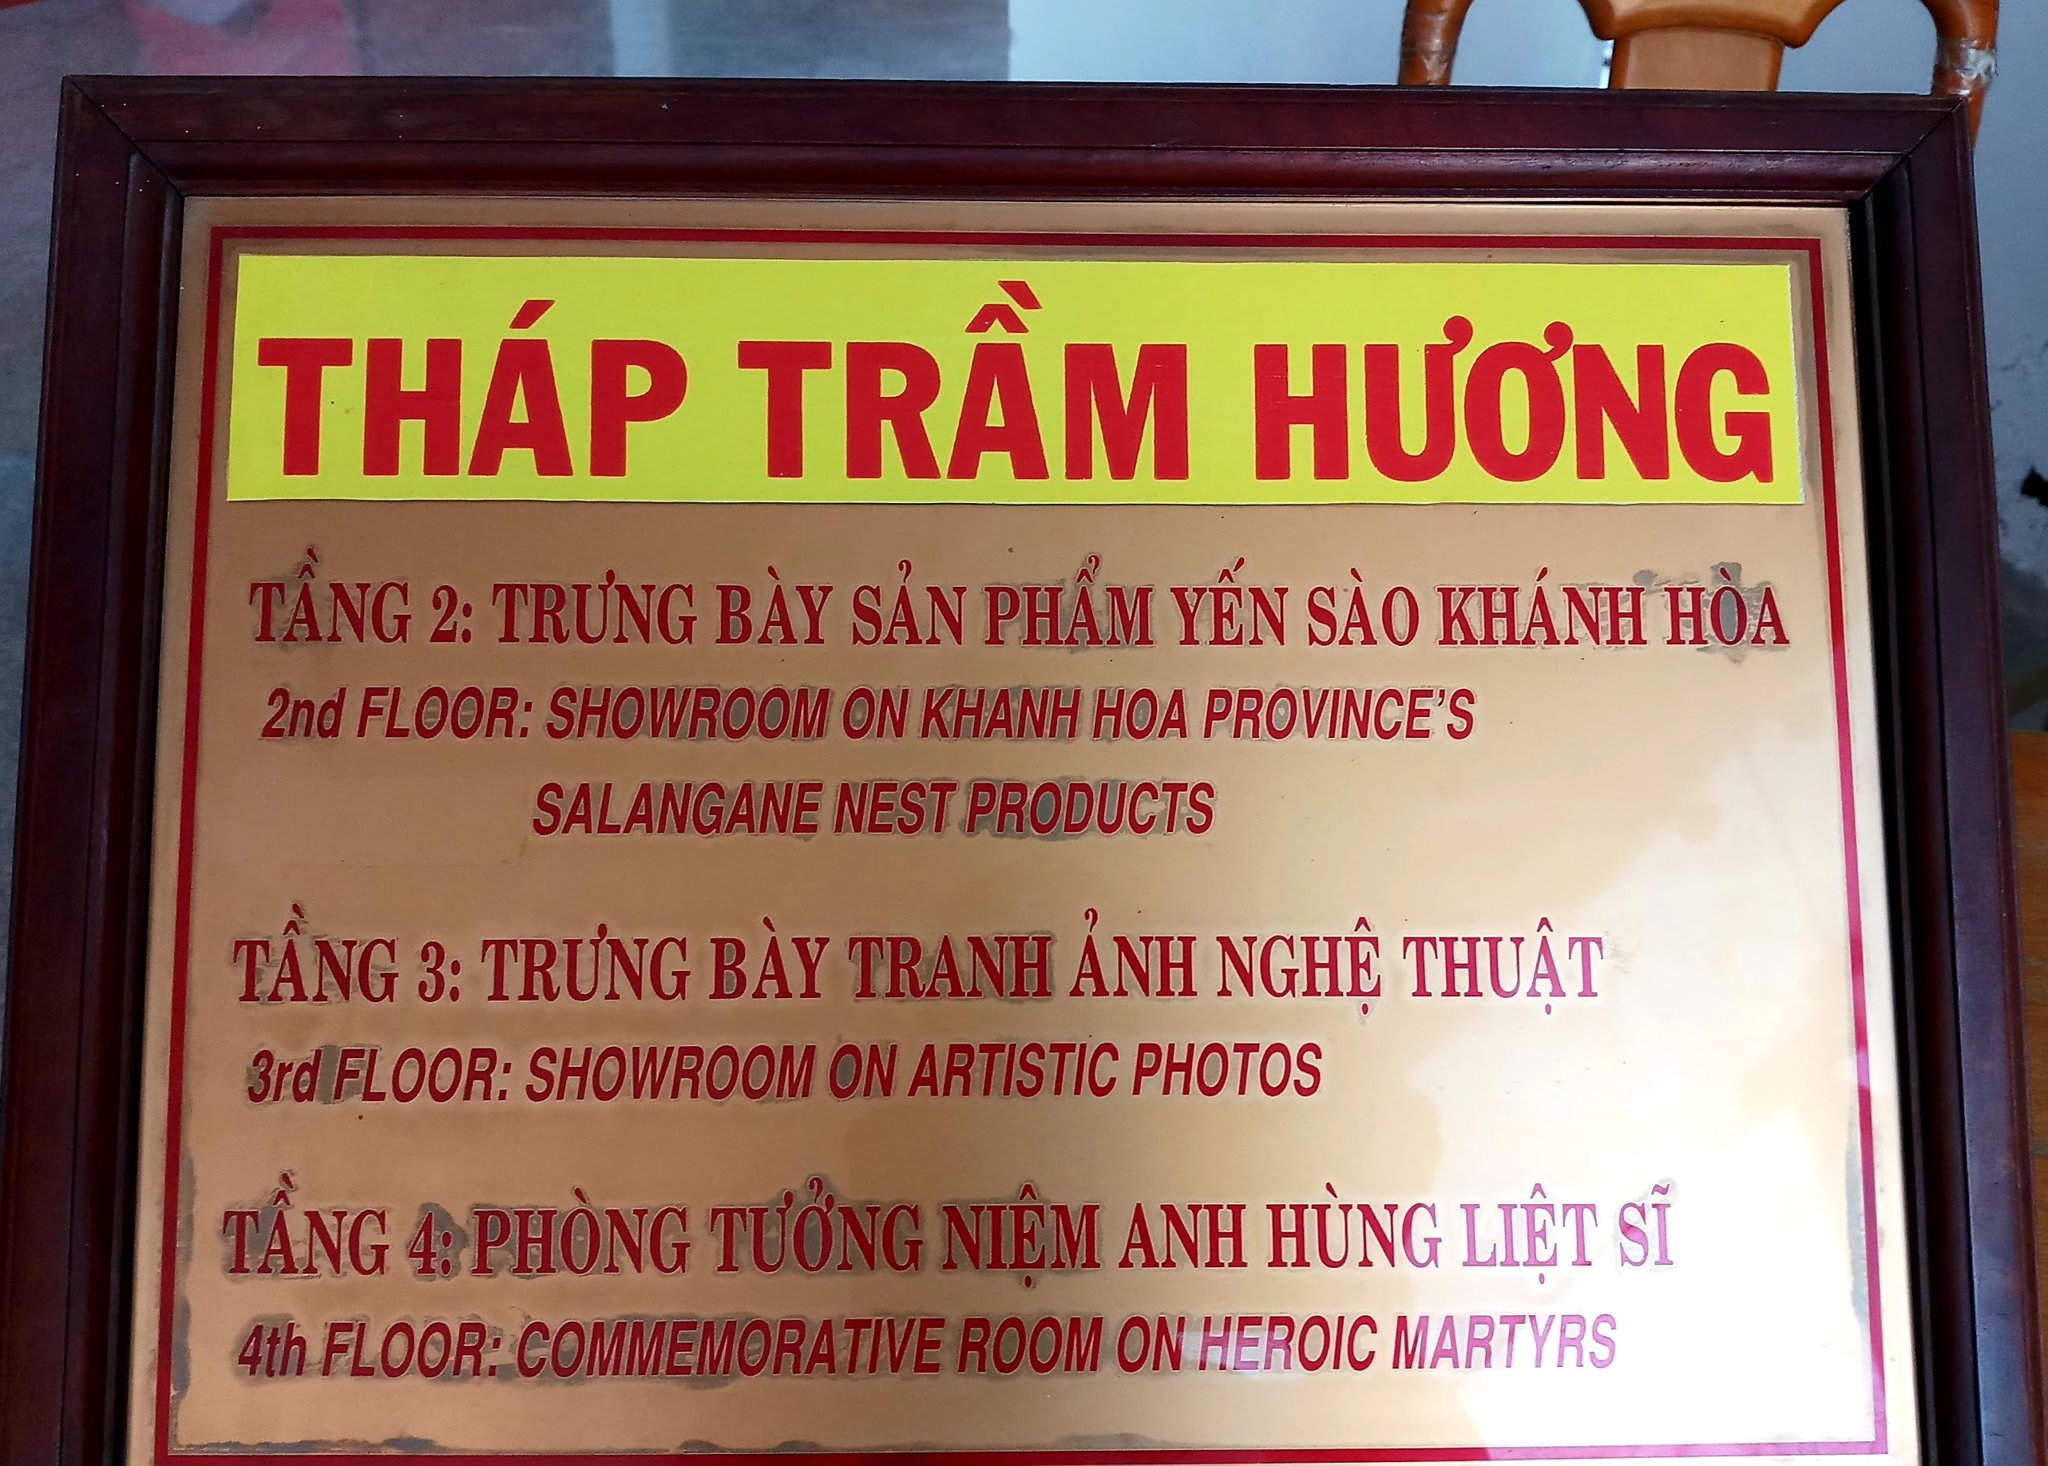 THÁP TRẦM HƯƠNG
TẦNG 2: TRƯNG BÀY SẢN PHẨM YẾN SÀO KHÁNH HÒA
2nd FLOOR: SHOWROOM ON KHANH HOA PROVINCE'S
SALANGANE NEST PRODUCTS
TẦNG 3: TRƯNG BÀY TRANH ẢNH NGHỆ THUẬT
3rd FLOOR: SHOWROOM ON ARTISTIC PHOTOS
TẦNG 4: PHÒNG TƯỞNG NIỆM ANH HÙNG LIỆT SĨ
4th FLOOR: COMMEMORATIVE ROOM ON HEROIC MARTYRS